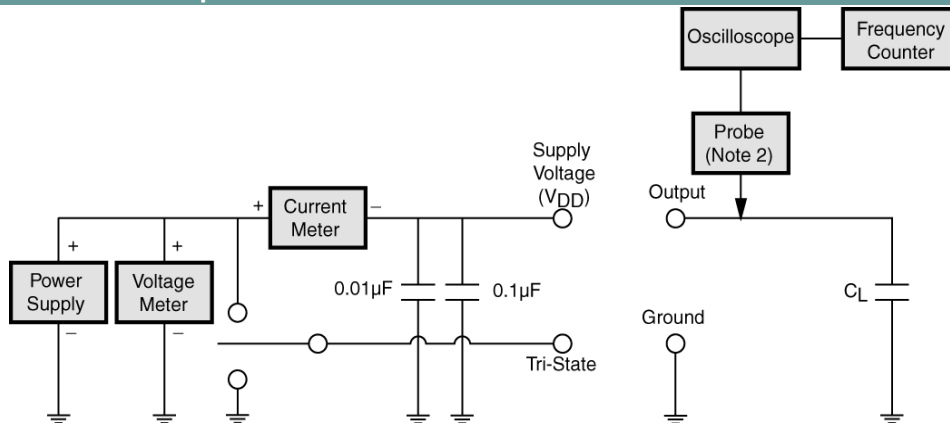 Oscilloscope
Frequency
Counter
Probe
(Note 2)
Supply
Voltage
(VDD)
Output
+
Current
Meter
–
+
Power
Supply
–
+
Voltage
Meter
–
0.01µF
0.1µF
CL
Ground
Tri-State